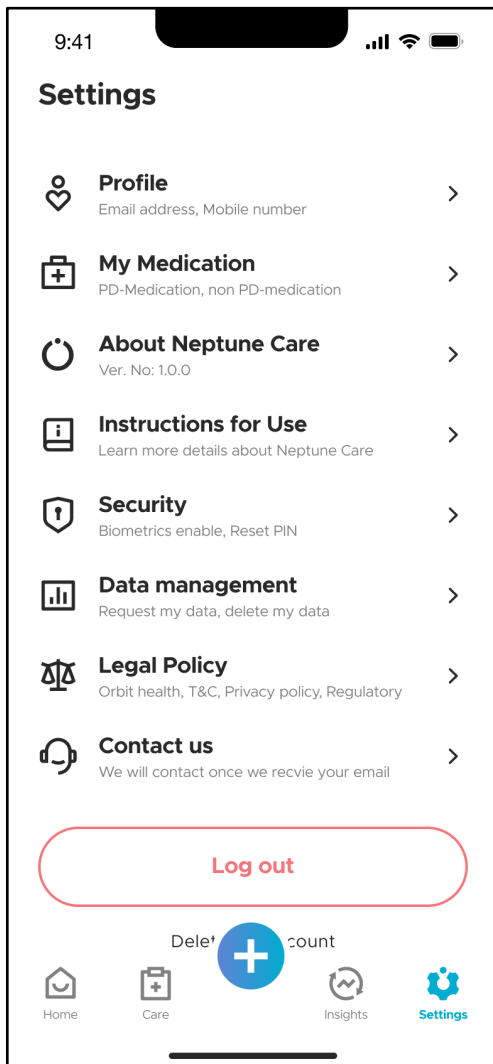 9:41
Settings
Profile
Email address, Mobile number
My Medication
PD-Medication, non PD-medication
About Neptune Care
Ver. No: 1.0.0
Instructions for Use
Learn more details about Neptune Care
Security
Biometrics enable, Reset PIN
Data management
Request my data, delete my data
Legal Policy
Orbit health, T&C, Privacy policy, Regulatory
Contact us
We will contact once we recvie your email
Log out
Home
Care
Insights
Settings